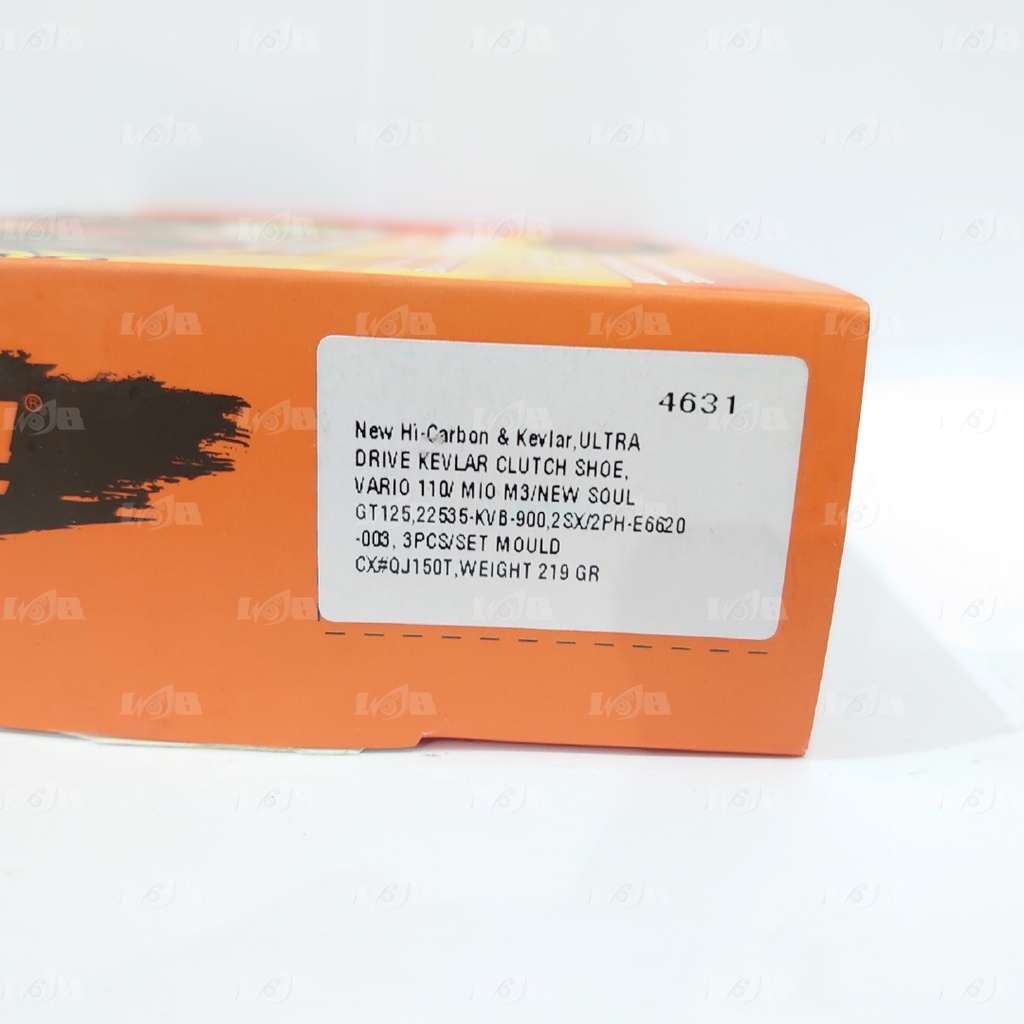 4631
New Hi-Carbon & Kevlar,ULTRA
DRIVE KEVLAR CLUTCH SHOE,
VARIO 110/ MIO M3/NEW SOUL
GT125,22535-KVB-900,2SX/2PH-E6620
-003, 3PCS/SET MOULD
CX#QJ150T,WEIGHT 219 GR
®